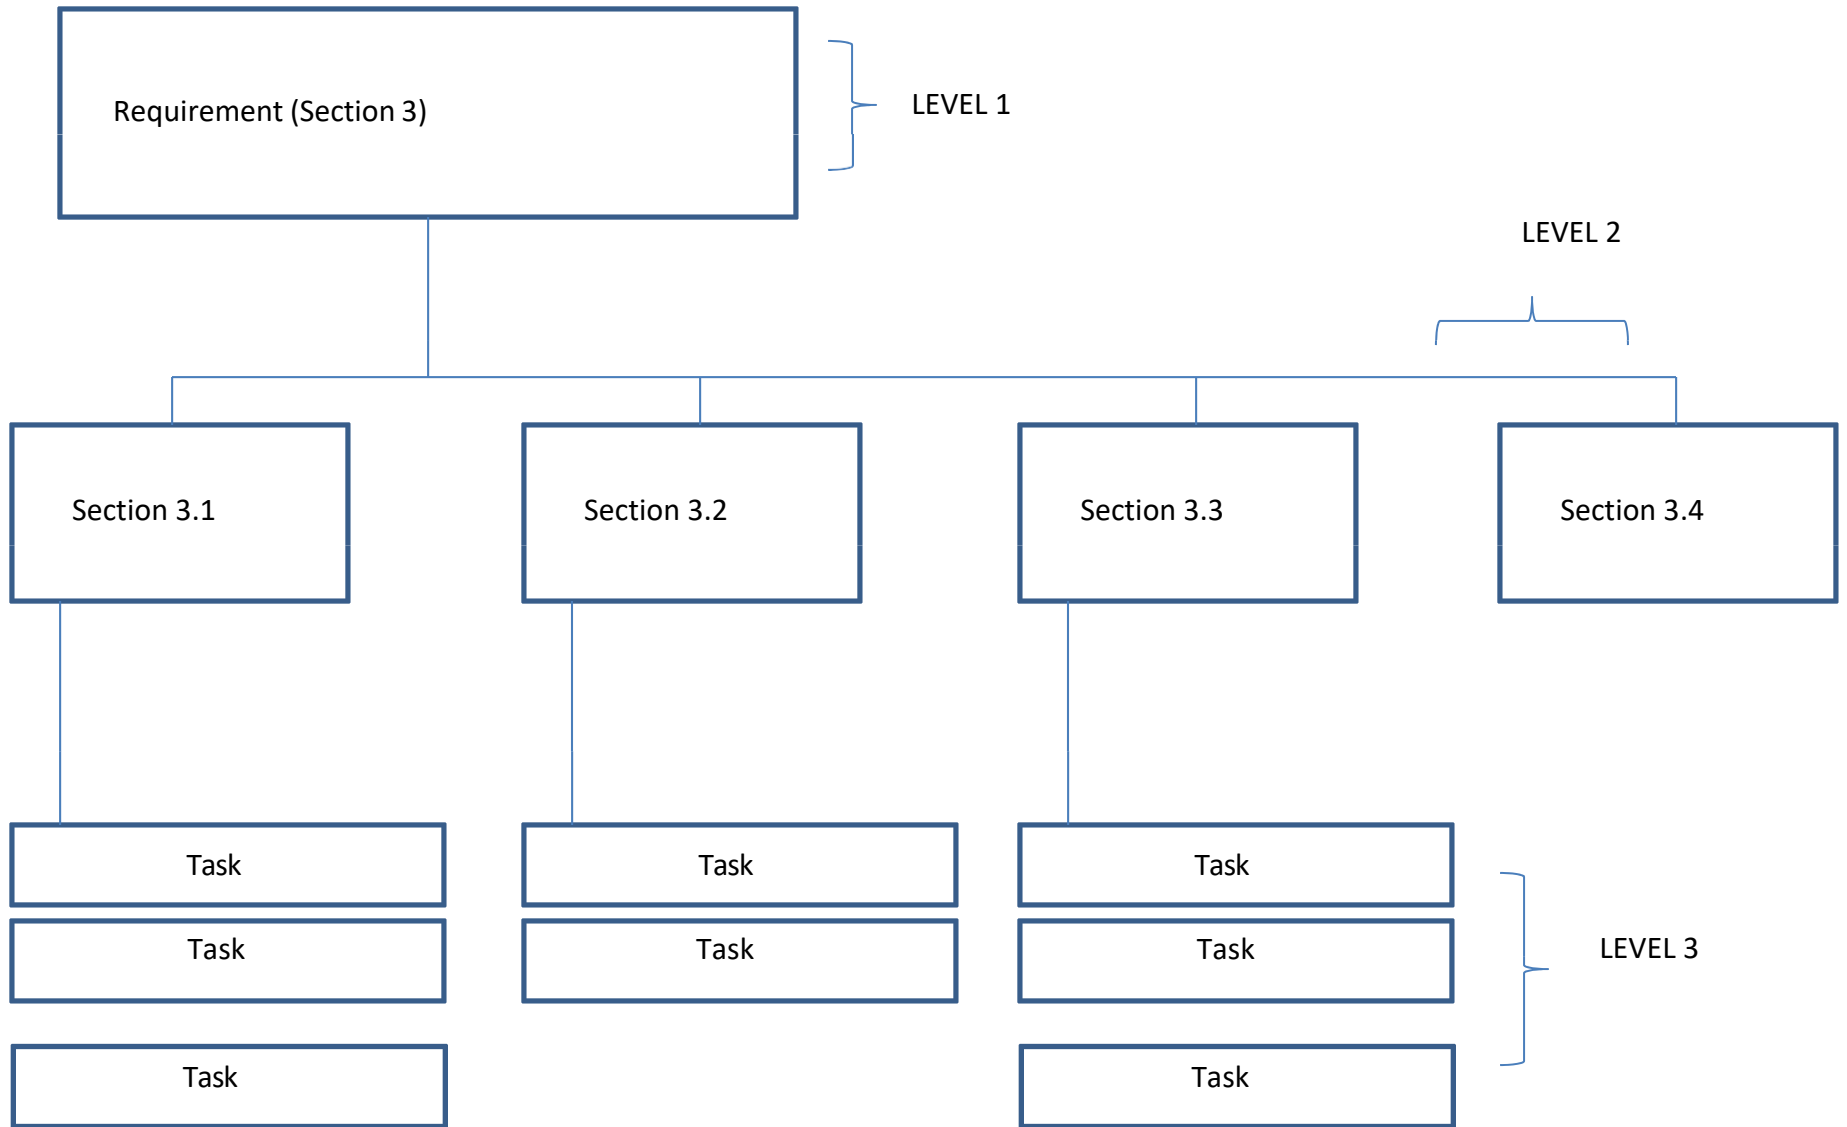 Requirement (Section 3)
LEVEL 1
LEVEL 2
Section 3.1
Section 3.2
Section 3.3
Section 3.4
Task
Task
Task
Task
Task
Task
LEVEL 3
Task
Task